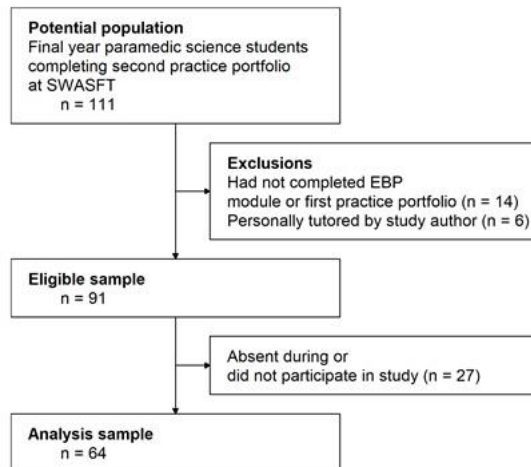 Potential population
Final year paramedic science students
completing second practice portfolio
at SWASFT
n = 111
Exclusions
Had not completed EBP
module or first practice portfolio (n = 14)
Personally tutored by study author (n = 6)
Eligible sample
n = 91
Absent during or
did not participate in study (n = 27)
Analysis sample
n = 64